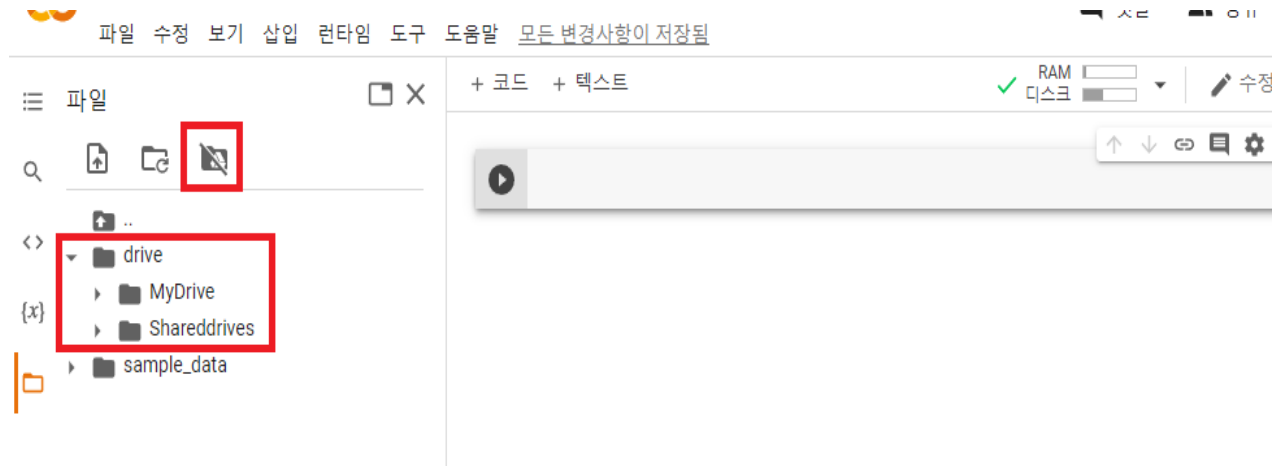 파일 수정 보기 삽입 런타임 도구 도움말 모든 변경사항이 저장됨
파일
+ 코드 + 텍스트
RAM
디스크
수정
..
drive
MyDrive
{x}
Shareddrives
sample_data